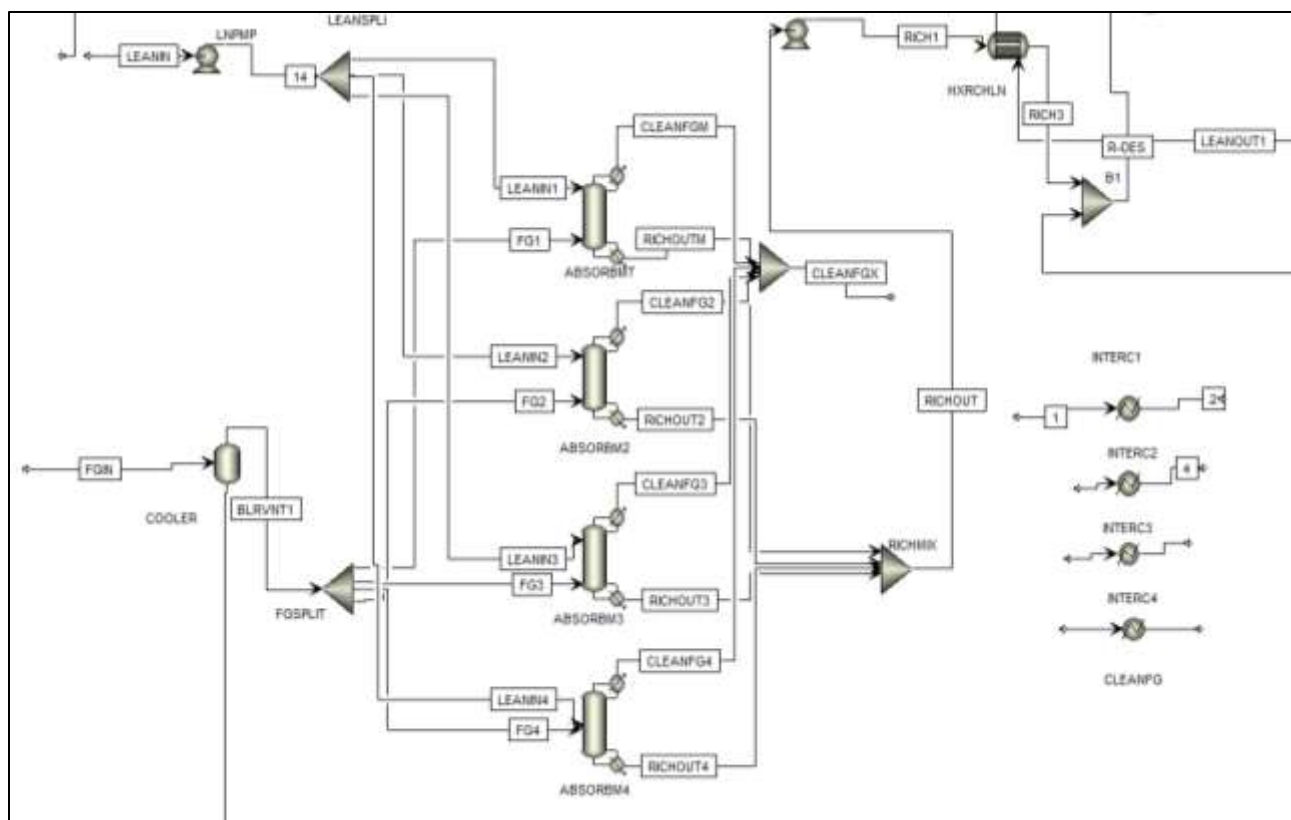 LEANSPLI
LNPMP
LEANIN
14
RICH1
HXRCHLN
RICH3
R-DES
LEANOUT1
B1
CLEANFGM
LEANIN1
FG1
RICHOUTM
ABSORBMT
CLEANFGX
CLEANFG2
LEANIN2
FG2
RICHOUT2
ABSORBM2
INTERC1
1
2
RICHOUT
FGIN
COOLER
BLRVNT1
CLEANFG3
INTERC2
4
LEANIN3
FG3
RICHOUT3
ABSORBM3
FGSPLIT
RICHMIX
INTERC3
INTERC4
CLEANFG4
LEANIN4
FG4
RICHOUT4
ABSORBM4
CLEANFG